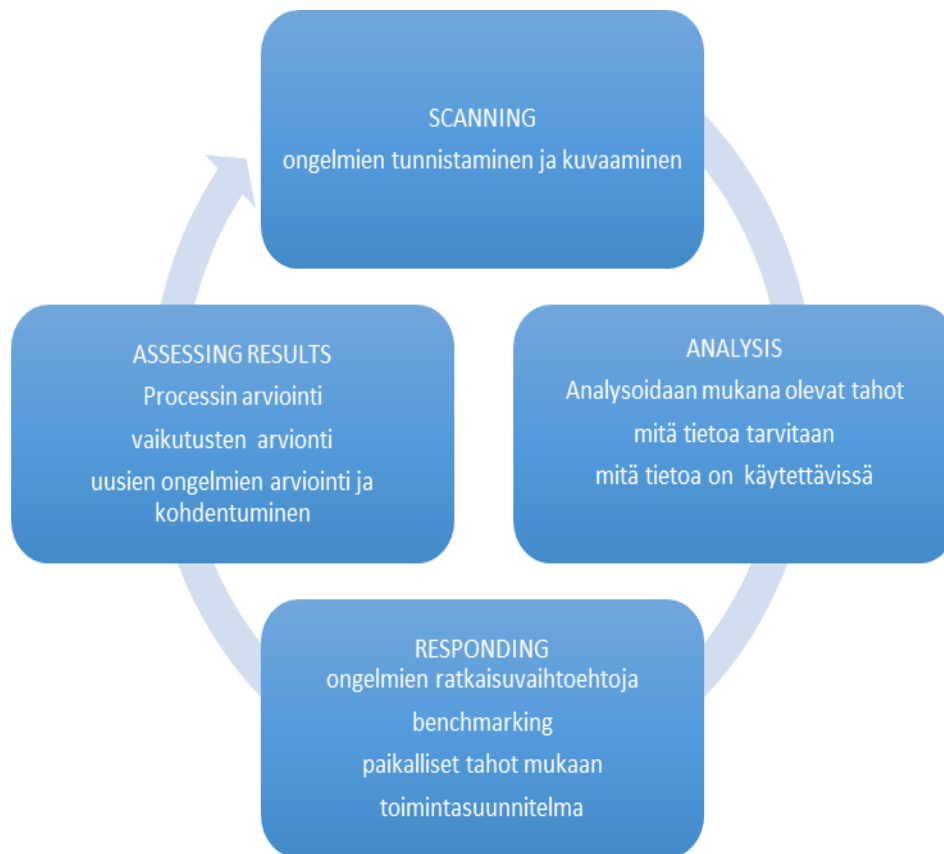 SCANNING
ongelmien tunnistaminen ja kuvaaminen
ANALYSIS
Analysoidaan mukana olevat tahot
mitä tietoa tarvitaan
mitä tietoa on käytettävissä
RESPONDING
ongelmien ratkaisuvaihtoehtoja
benchmarking
paikalliset tahot mukaan
toimintasuunnitelma
ASSESSING RESULTS
Processin arviointi
vaikutusten arvionti
uusien ongelmien arviointi ja
kohdentuminen